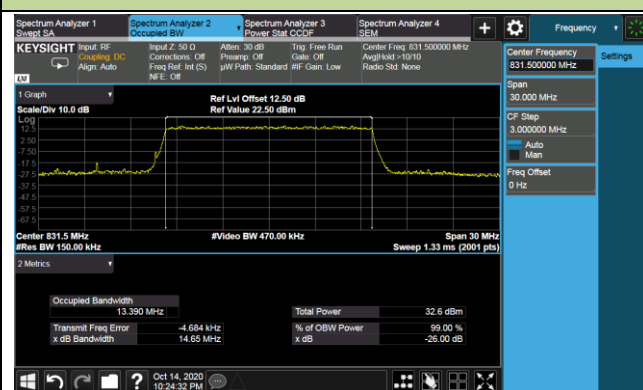 Spectrum Analyzer 1
Swept SA
Spectrum Analyzer 2
Occupied BW
Spectrum Analyzer 3
Power Stat CCDF
Spectrum Analyzer 4
SEM
+
Frequency
KEYSIGHT
Input: RF
Coupling: DC
Align: Auto
Input Z: 50 Ω
Corrections: Off
Freq Ref: Int (S)
NFE: Off
Atten: 30 dB
Preamp: Off
µW Path: Standard
Trig: Free Run
Gate: Off
#IF Gain: Low
Center Freq: 831.500000 MHz
Avg|Hold:>10/10
Radio Std: None
Center Frequency
831.500000 MHz
Settings
Span
30.000 MHz
CF Step
3.000000 MHz
Auto
Man
Freq Offset
0 Hz
1 Graph
Scale/Div 10.0 dB
Ref Lvl Offset 12.50 dB
Ref Value 22.50 dBm
Log
12.5
2.50
-7.50
-17.5
-27.5
-37.5
-47.5
-57.5
-67.5
Center 831.5 MHz
#Res BW 150.00 kHz
#Video BW 470.00 kHz
Span 30 MHz
Sweep 1.33 ms (2001 pts)
2 Metrics
Occupied Bandwidth
13.390 MHz
Total Power
32.6 dBm
Transmit Freq Error
-4.684 kHz
% of OBW Power
99.00 %
x dB Bandwidth
14.65 MHz
x dB
-26.00 dB
?
Oct 14, 2020
10:24:32 PM